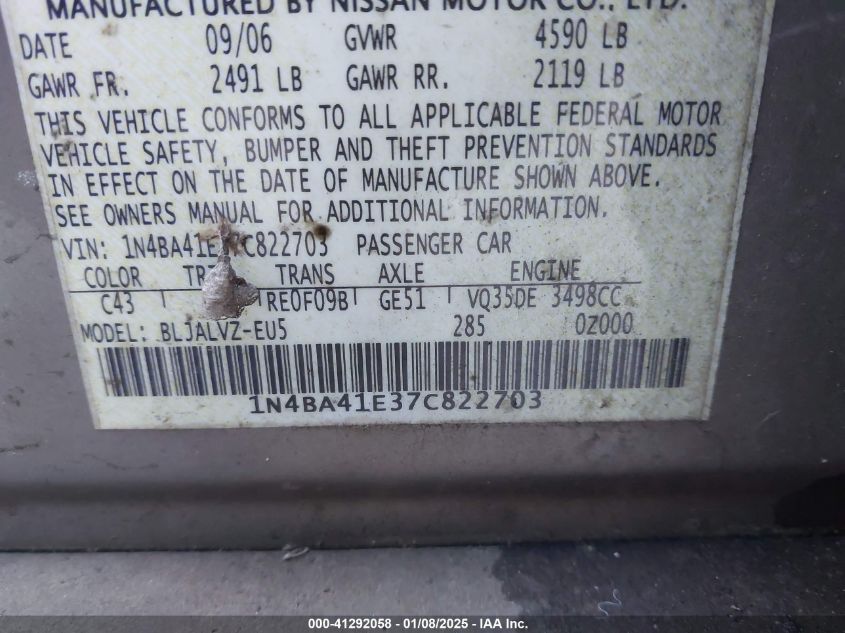 MANUFACTURED BY NISSAN MOTOR CO., LTD.
DATE 09/06 GVWR 4590 LB
GAWR FR. 2491 LB GAWR RR. 2119 LB
THIS VEHICLE CONFORMS TO ALL APPLICABLE FEDERAL MOTOR
VEHICLE SAFETY, BUMPER AND THEFT PREVENTION STANDARDS
IN EFFECT ON THE DATE OF MANUFACTURE SHOWN ABOVE.
SEE OWNERS MANUAL FOR ADDITIONAL INFORMATION.
VIN: 1N4BA41E37C822703 PASSENGER CAR
COLOR TRANS AXLE ENGINE
C43 RE0F09B GE51 VQ35DE 3498CC
MODEL: BLJALVZ-EU5 285 0Z000
1N4BA41E37C822703
000-41292058 - 01/08/2025 - IAA Inc.